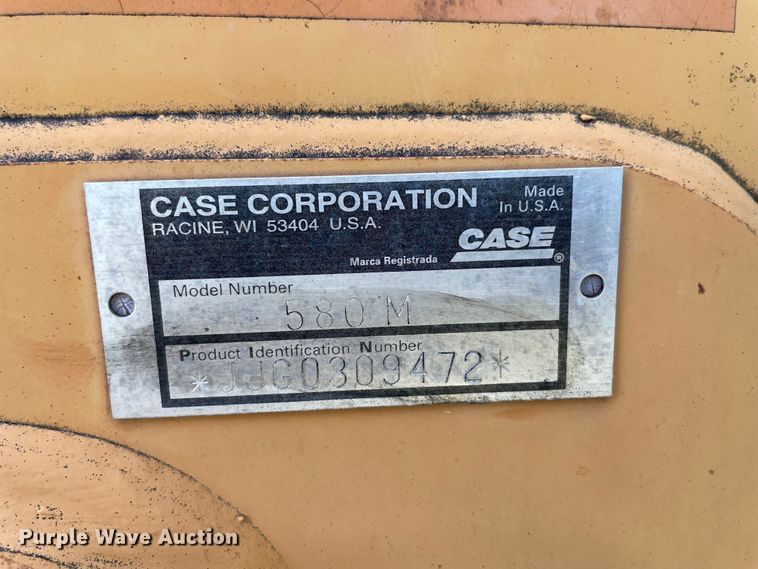 CASE CORPORATION
RACINE, WI 53404 U.S.A.
Made
In U.S.A.
CASE
®
Marca Registrada
Model Number
580 M
Product Identification Number
*JJG0309472*
Purple Wave Auction